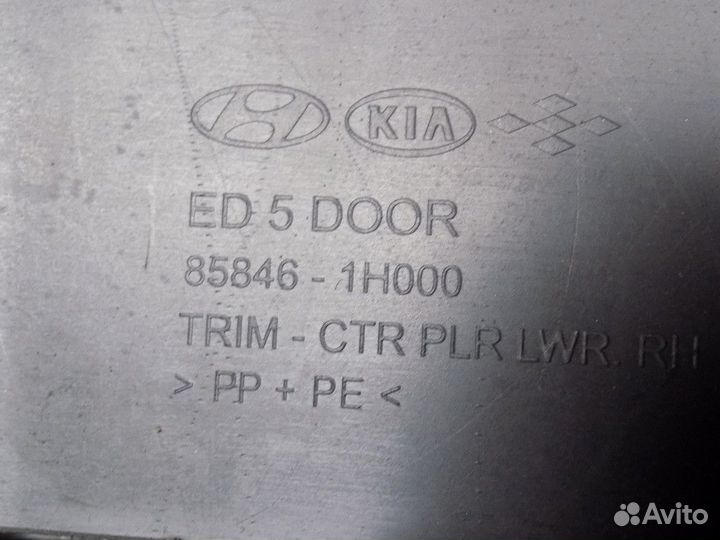 KIA
ED 5 DOOR
85846 - 1H000
TRIM - CTR PLR LWR. RH
> PP + PE <
Avito